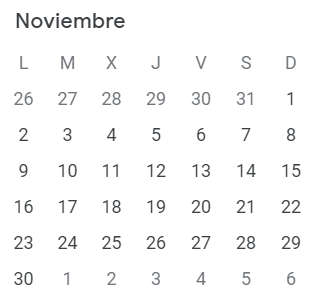 Noviembre
L M X J V S D
26 27 28 29 30 31 1
2 3 4 5 6 7 8
9 10 11 12 13 14 15
16 17 18 19 20 21 22
23 24 25 26 27 28 29
30 1 2 3 4 5 6